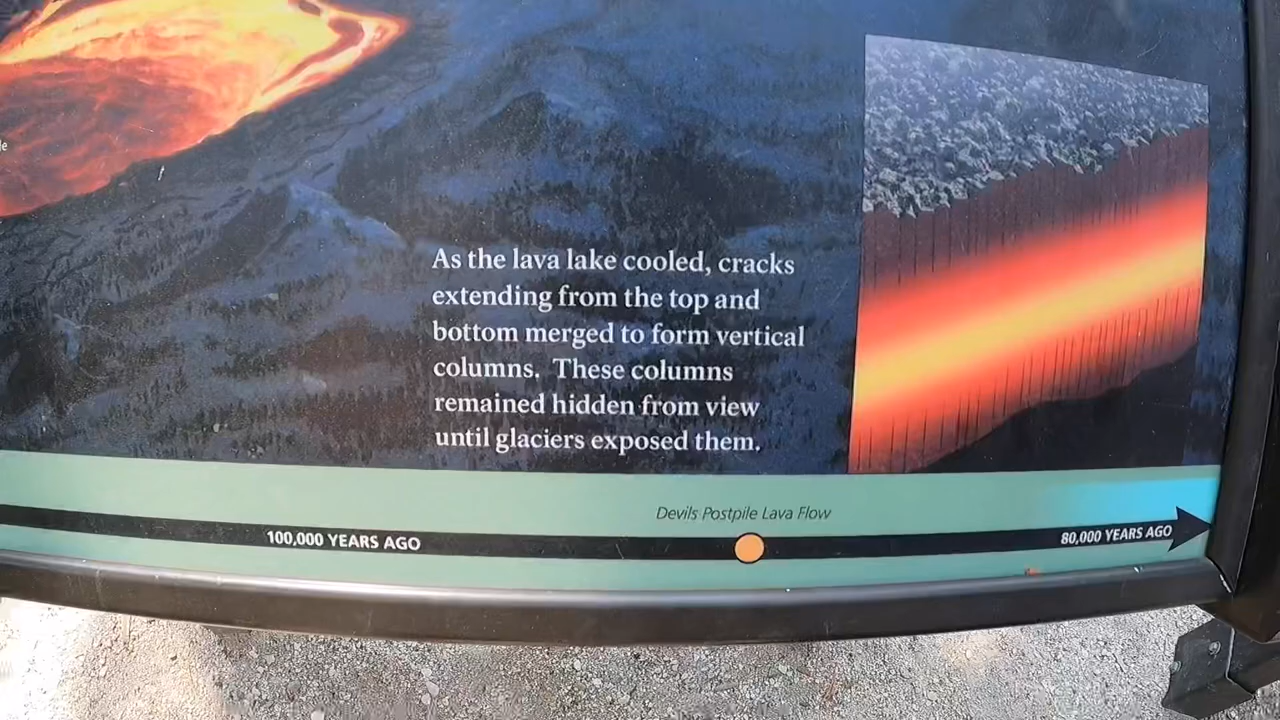 As the lava lake cooled, cracks
extending from the top and
bottom merged to form vertical
columns. These columns
remained hidden from view
until glaciers exposed them.
Devils Postpile Lava Flow
100,000 YEARS AGO
80,000 YEARS AGO